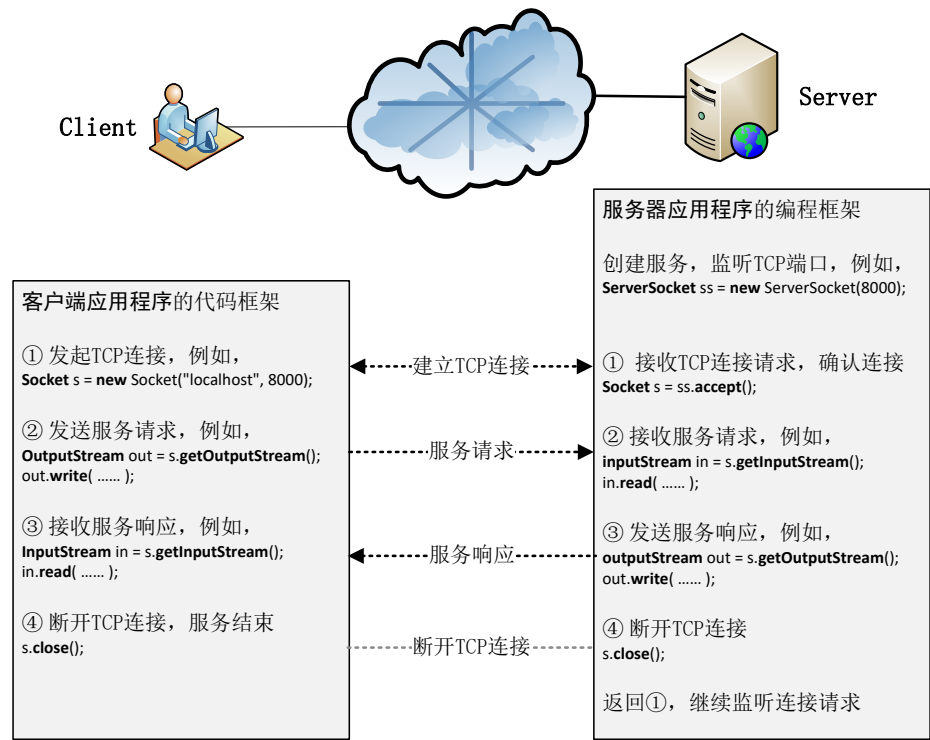 Client
Server
客户端应用程序的代码框架
① 发起TCP连接，例如，
Socket s = new Socket("localhost", 8000);
② 发送服务请求，例如，
OutputStream out = s.getOutputStream();
out.write( …… );
③ 接收服务响应，例如，
InputStream in = s.getInputStream();
in.read( …… );
④ 断开TCP连接，服务结束
s.close();
建立TCP连接
服务请求
服务响应
断开TCP连接
服务器应用程序的编程框架
创建服务，监听TCP端口，例如，
ServerSocket ss = new ServerSocket(8000);
① 接收TCP连接请求，确认连接
Socket s = ss.accept();
② 接收服务请求，例如，
inputStream in = s.getInputStream();
in.read( …… );
③ 发送服务响应，例如，
outputStream out = s.getOutputStream();
out.write( …… );
④ 断开TCP连接
s.close();
返回①，继续监听连接请求